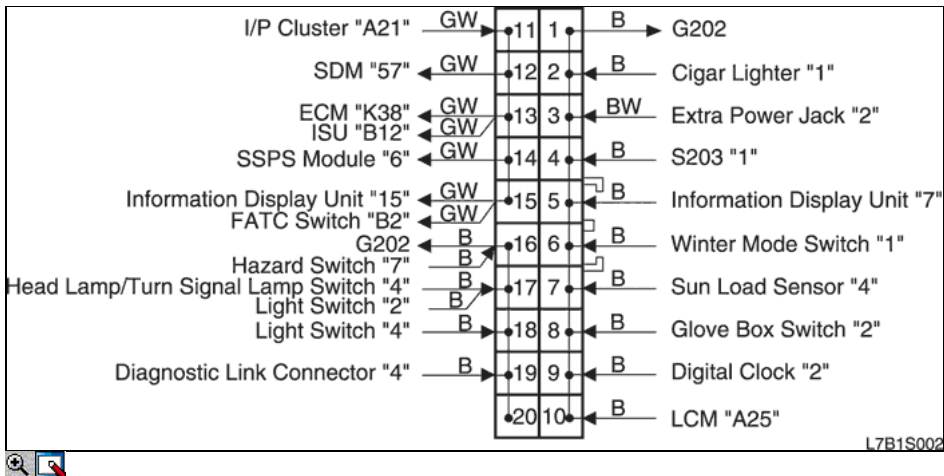 I/P Cluster "A21" GW 11 1 B G202
SDM "57" GW 12 2 B Cigar Lighter "1"
ECM "K38" GW 13 3 BW Extra Power Jack "2"
ISU "B12" GW
SSPS Module "6" GW 14 4 B S203 "1"
Information Display Unit "15" GW 15 5 B Information Display Unit "7"
FATC Switch "B2" GW
G202 B 16 6 B Winter Mode Switch "1"
Hazard Switch "7" B
Head Lamp/Turn Signal Lamp Switch "4" B 17 7 B Sun Load Sensor "4"
Light Switch "2" B
Light Switch "4" B 18 8 B Glove Box Switch "2"
Diagnostic Link Connector "4" B 19 9 B Digital Clock "2"
20 10 B LCM "A25"
L7B1S002